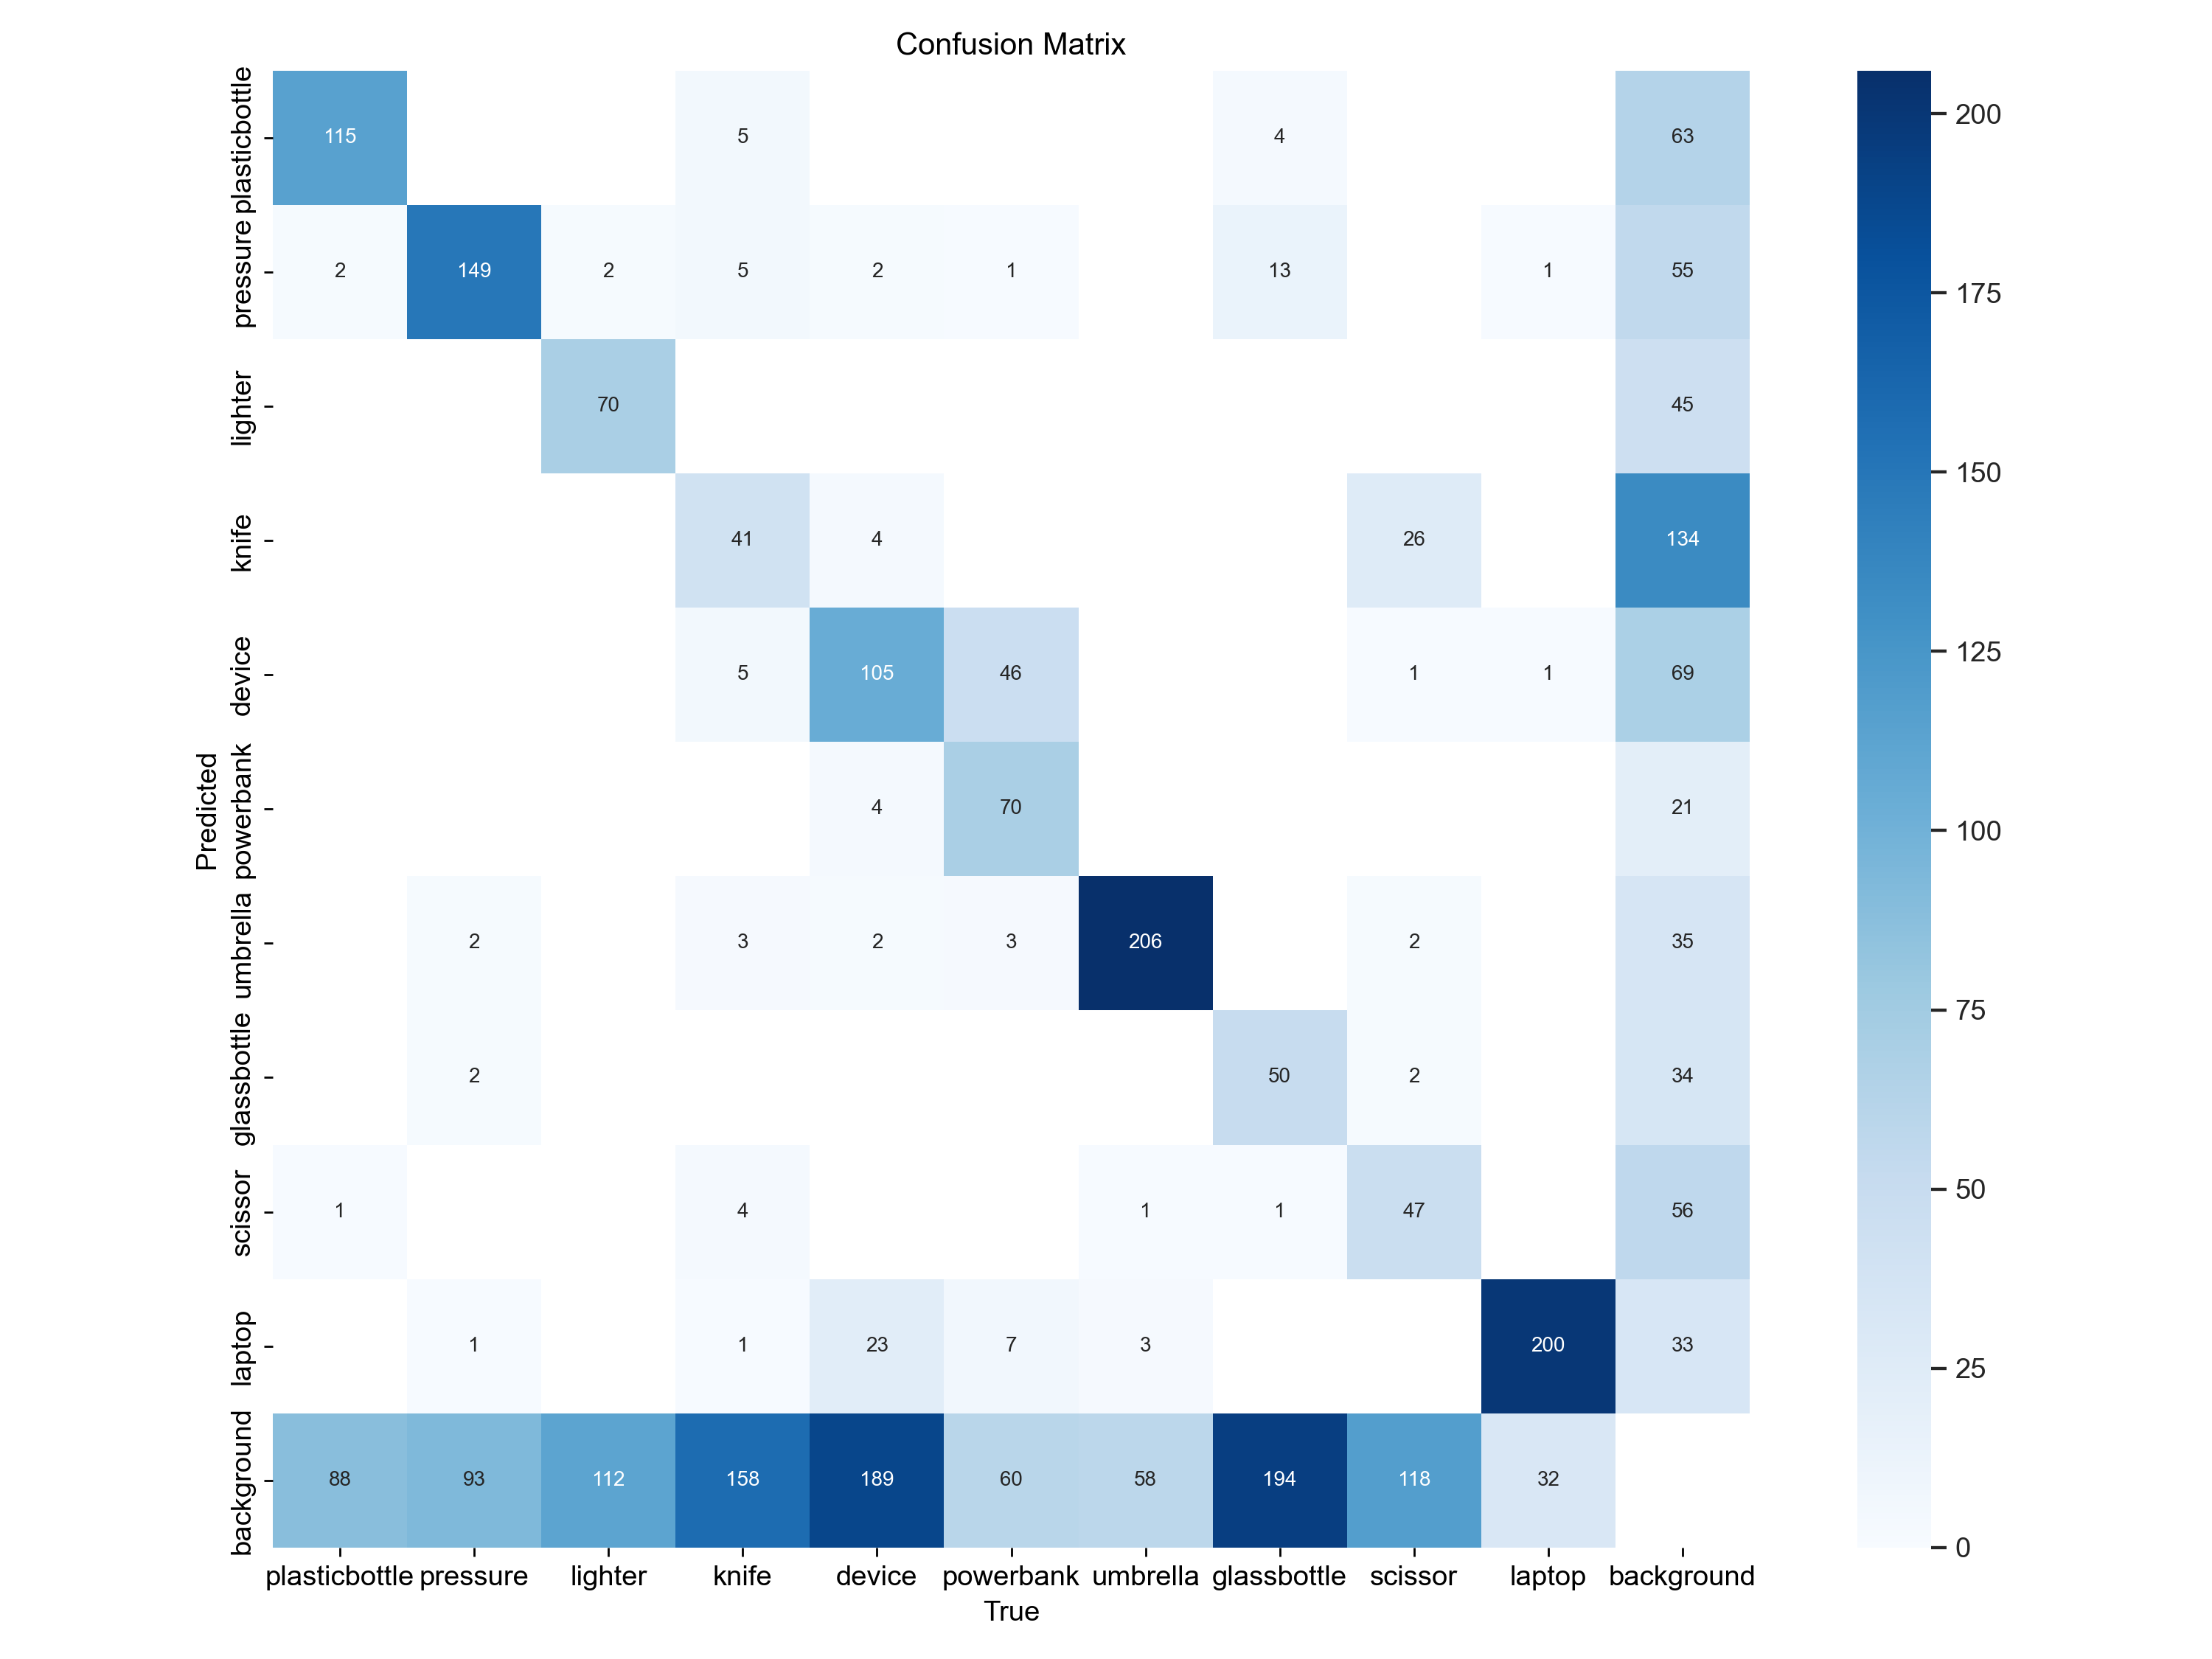 Confusion Matrix
plasticbottle 115 5 4 63
pressure 2 149 2 5 2 1 13 1 55
lighter 70 45
knife 41 4 26 134
device 5 105 46 1 1 69
powerbank 4 70 21
umbrella 2 3 2 3 206 2 35
glassbottle 2 50 2 34
scissor 1 4 1 1 47 56
laptop 1 1 23 7 3 200 33
background 88 93 112 158 189 60 58 194 118 32
plasticbottle pressure lighter knife device powerbank umbrella glassbottle scissor laptop background
True
Predicted
200
175
150
125
100
75
50
25
0